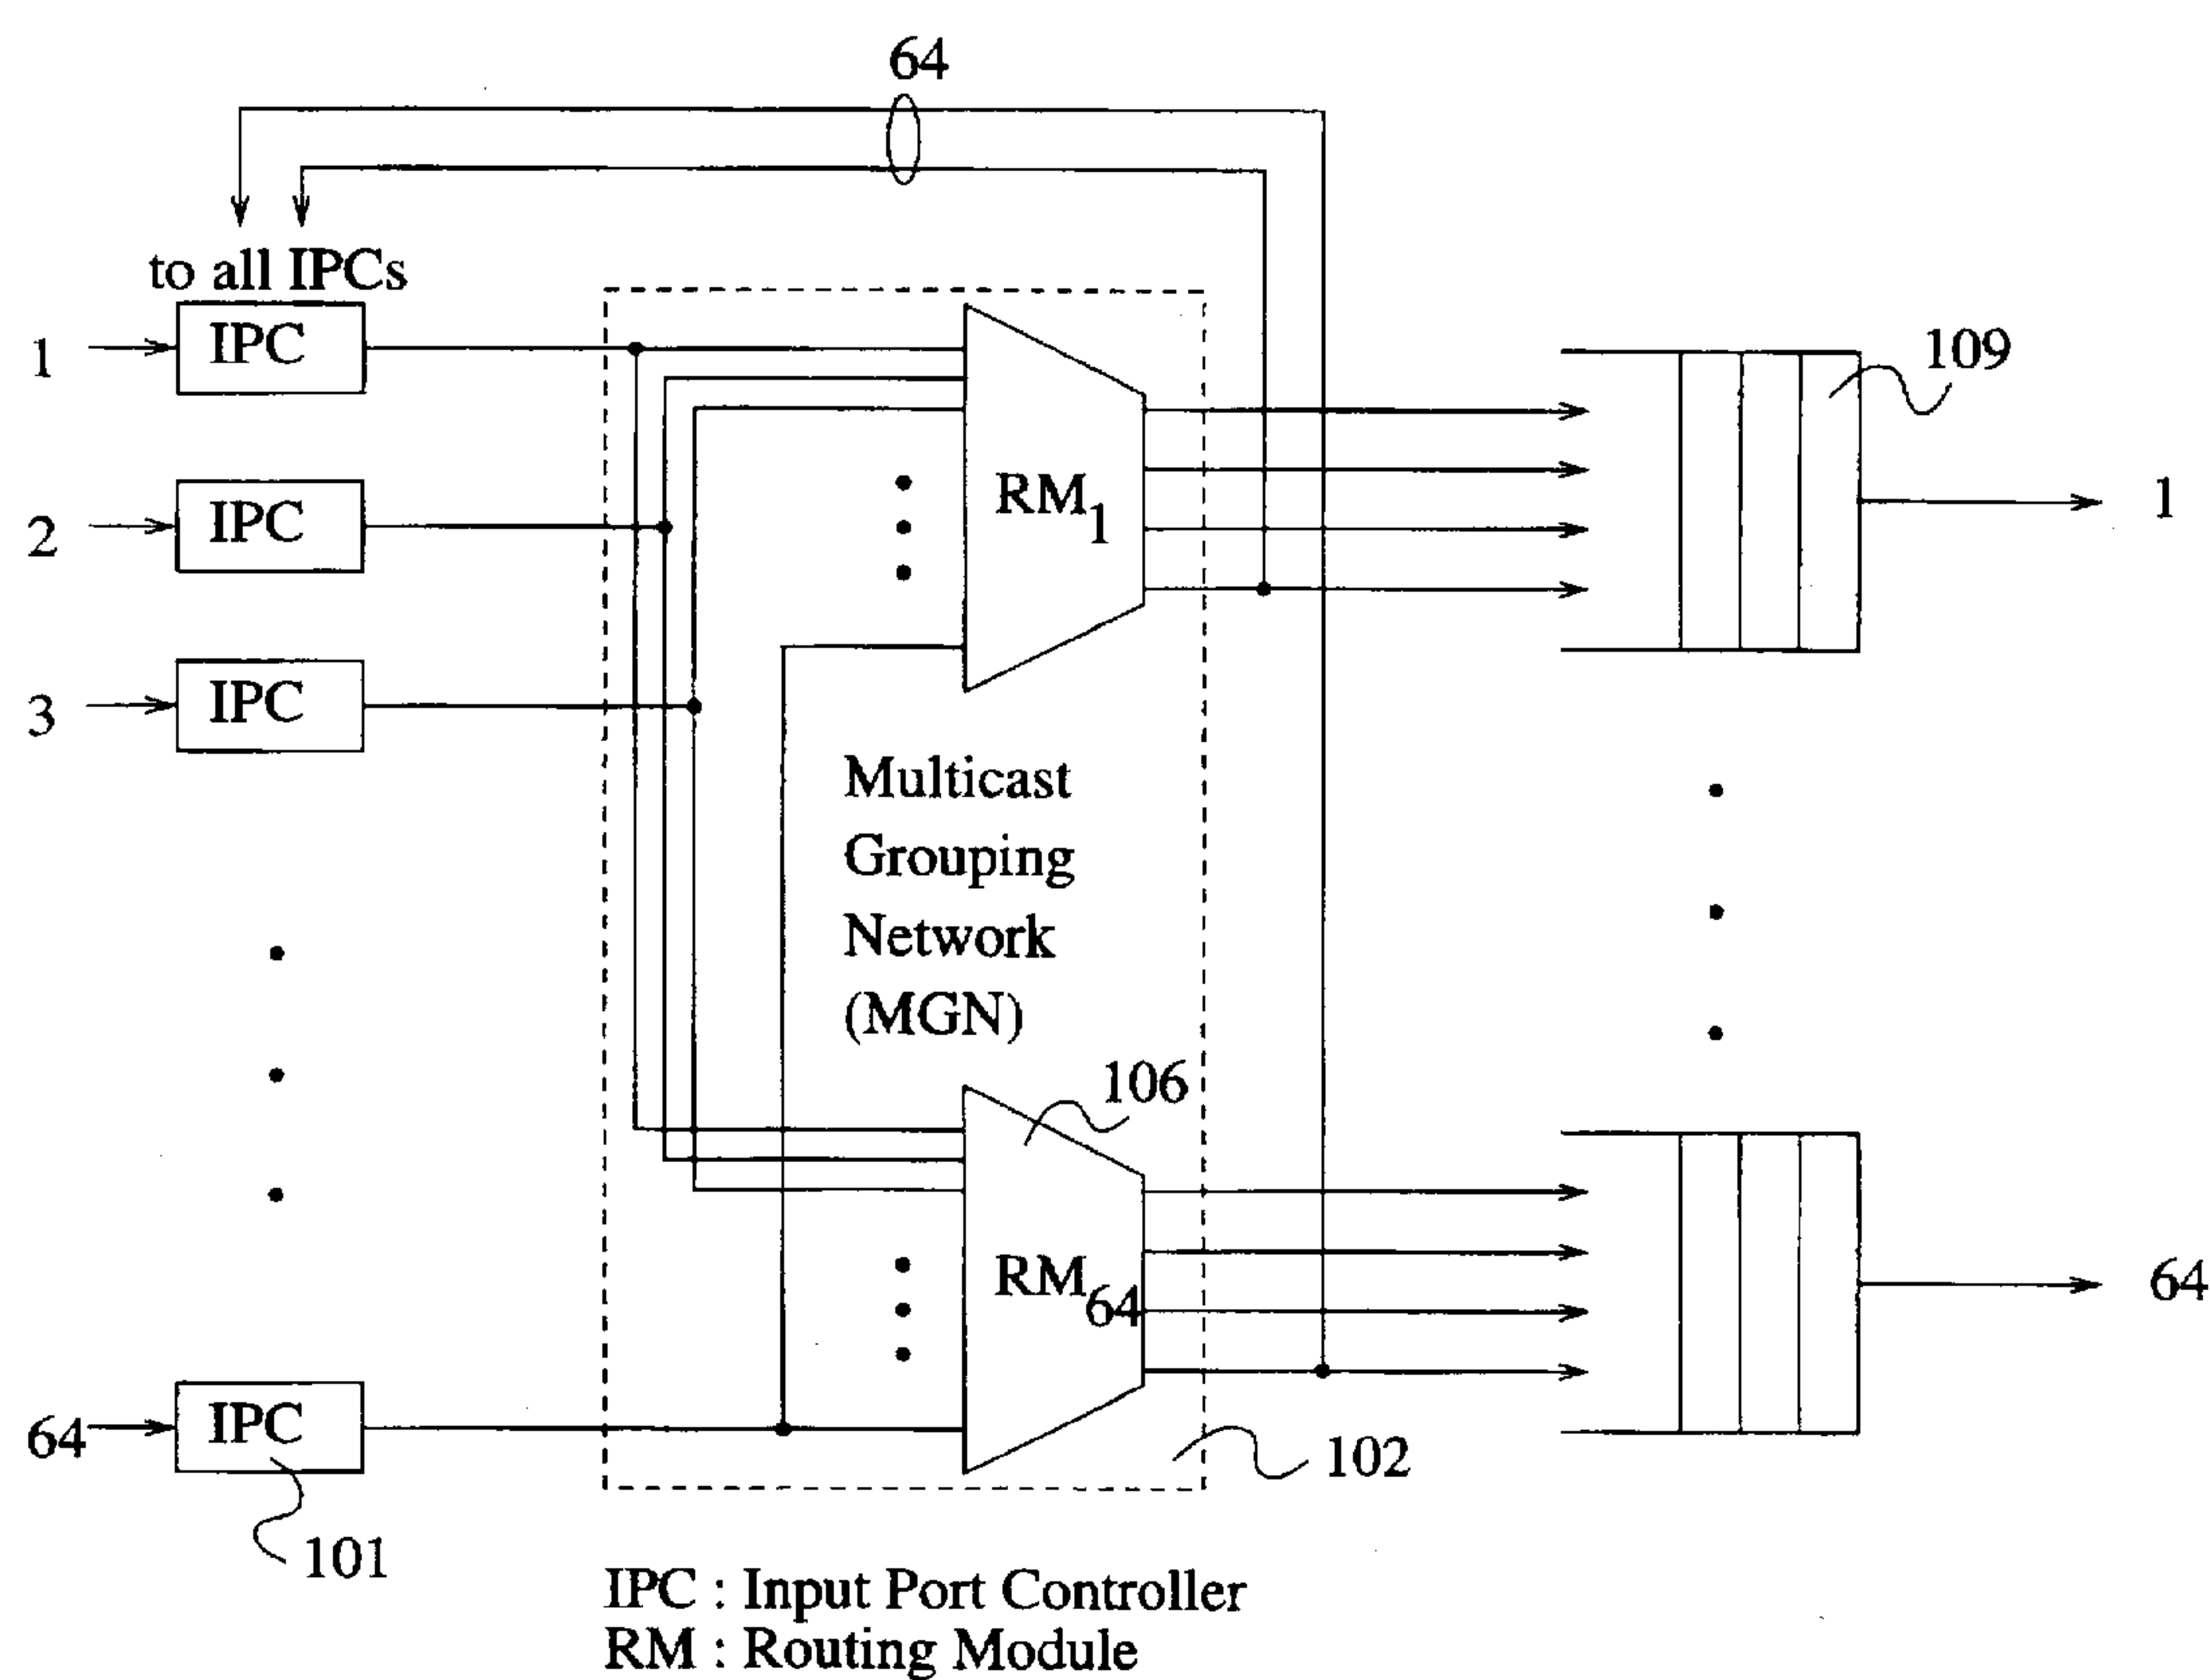 64
to all IPCs
1
IPC
109
RM1
1
2
IPC
3
IPC
Multicast
Grouping
Network
(MGN)
106
RM64
64
64
IPC
102
101
IPC : Input Port Controller
RM : Routing Module